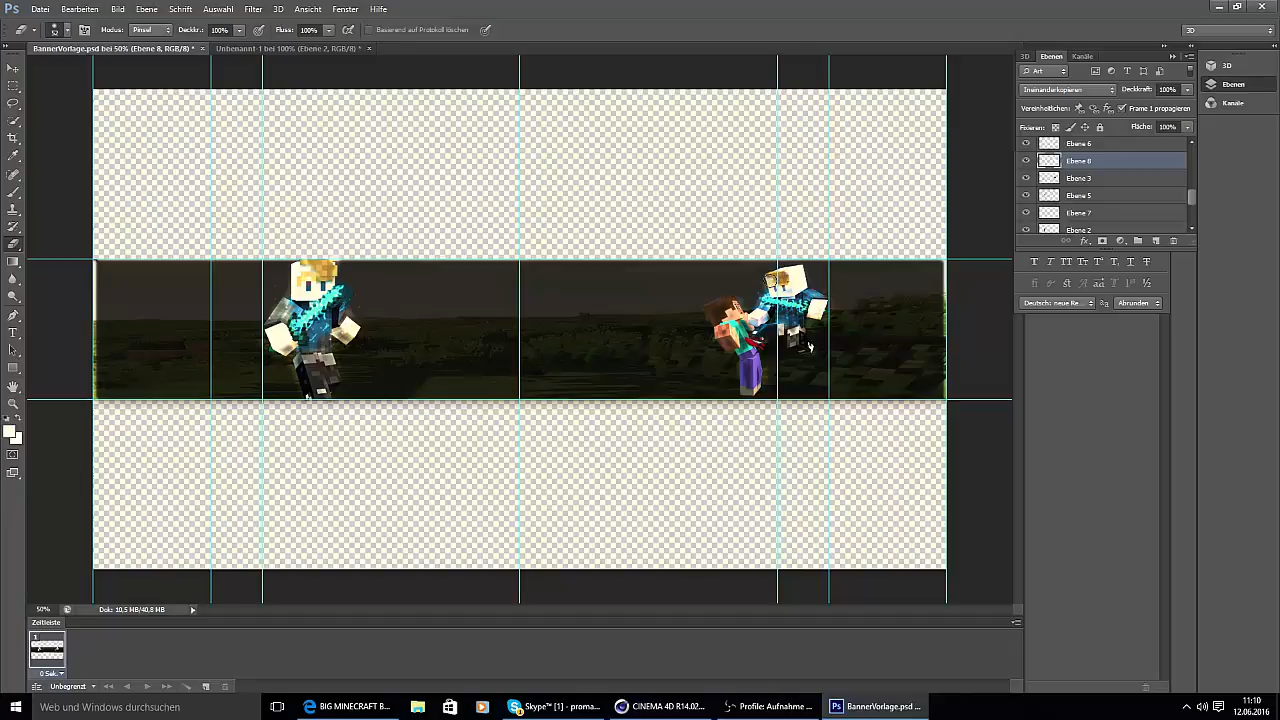 Ps Datei Bearbeiten Bild Ebene Schrift Auswahl Filter 3D Ansicht Fenster Hilfe
52 Modus: Pinsel Deckkr.: 100% Fluss: 100% Basierend auf Protokoll löschen 3D
BannerVorlage.psd bei 50% (Ebene 8, RGB/8) * × Unbenannt-1 bei 100% (Ebene 2, RGB/8) * ×
3D Ebenen Kanäle
Art
Ineinanderkopieren Deckkraft: 100%
Vereinheitlichen: Frame 1 propagieren
Fixieren: Fläche: 100%
Ebene 6
Ebene 8
Ebene 3
Ebene 5
Ebene 7
Ebene 2
3D
Ebenen
Kanäle
Deutsch: neue Re... Abrunden
50% Dok: 10,5 MB/40,8 MB
Zeitleiste
1
0 Sek.
Unbegrenzt
Web und Windows durchsuchen
BIG MINECRAFT B...
Skype™ [1] - proma...
CINEMA 4D R14.02...
Profile: Aufnahme ...
BannerVorlage.psd ...
11:10
12.06.2016